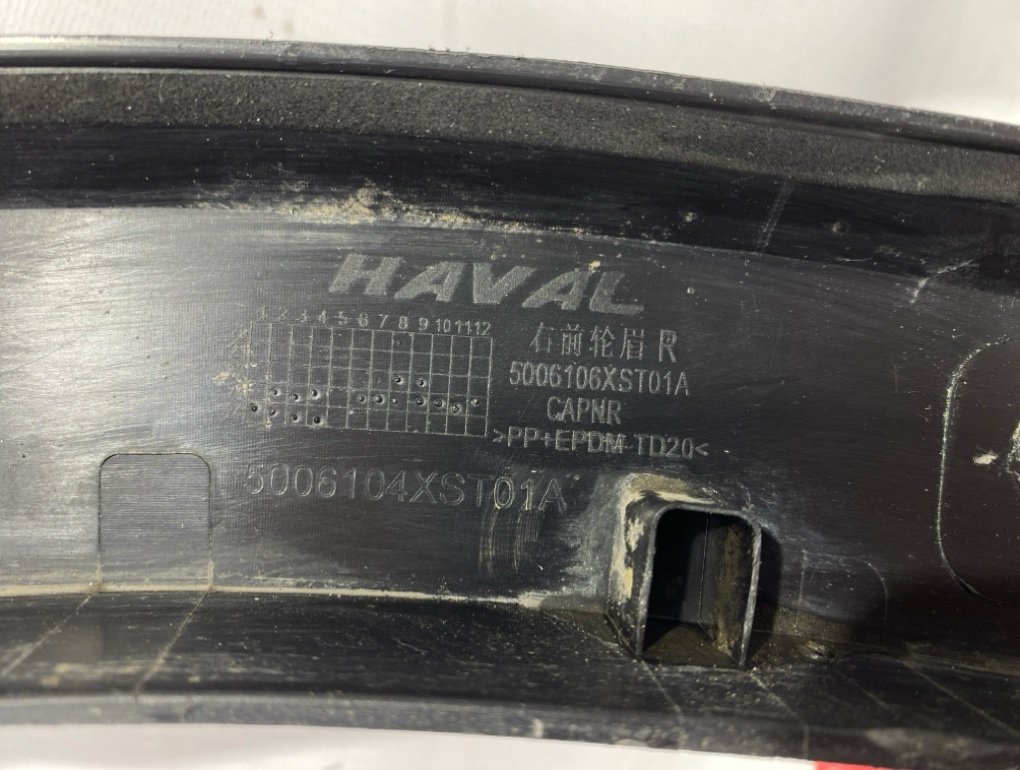 HAVAL
1 2 3 4 5 6 7 8 9 10 11 12
右前轮眉 R
5006106XST01A
CAPNR
>PP+EPDM-TD20<
5006104XST01A